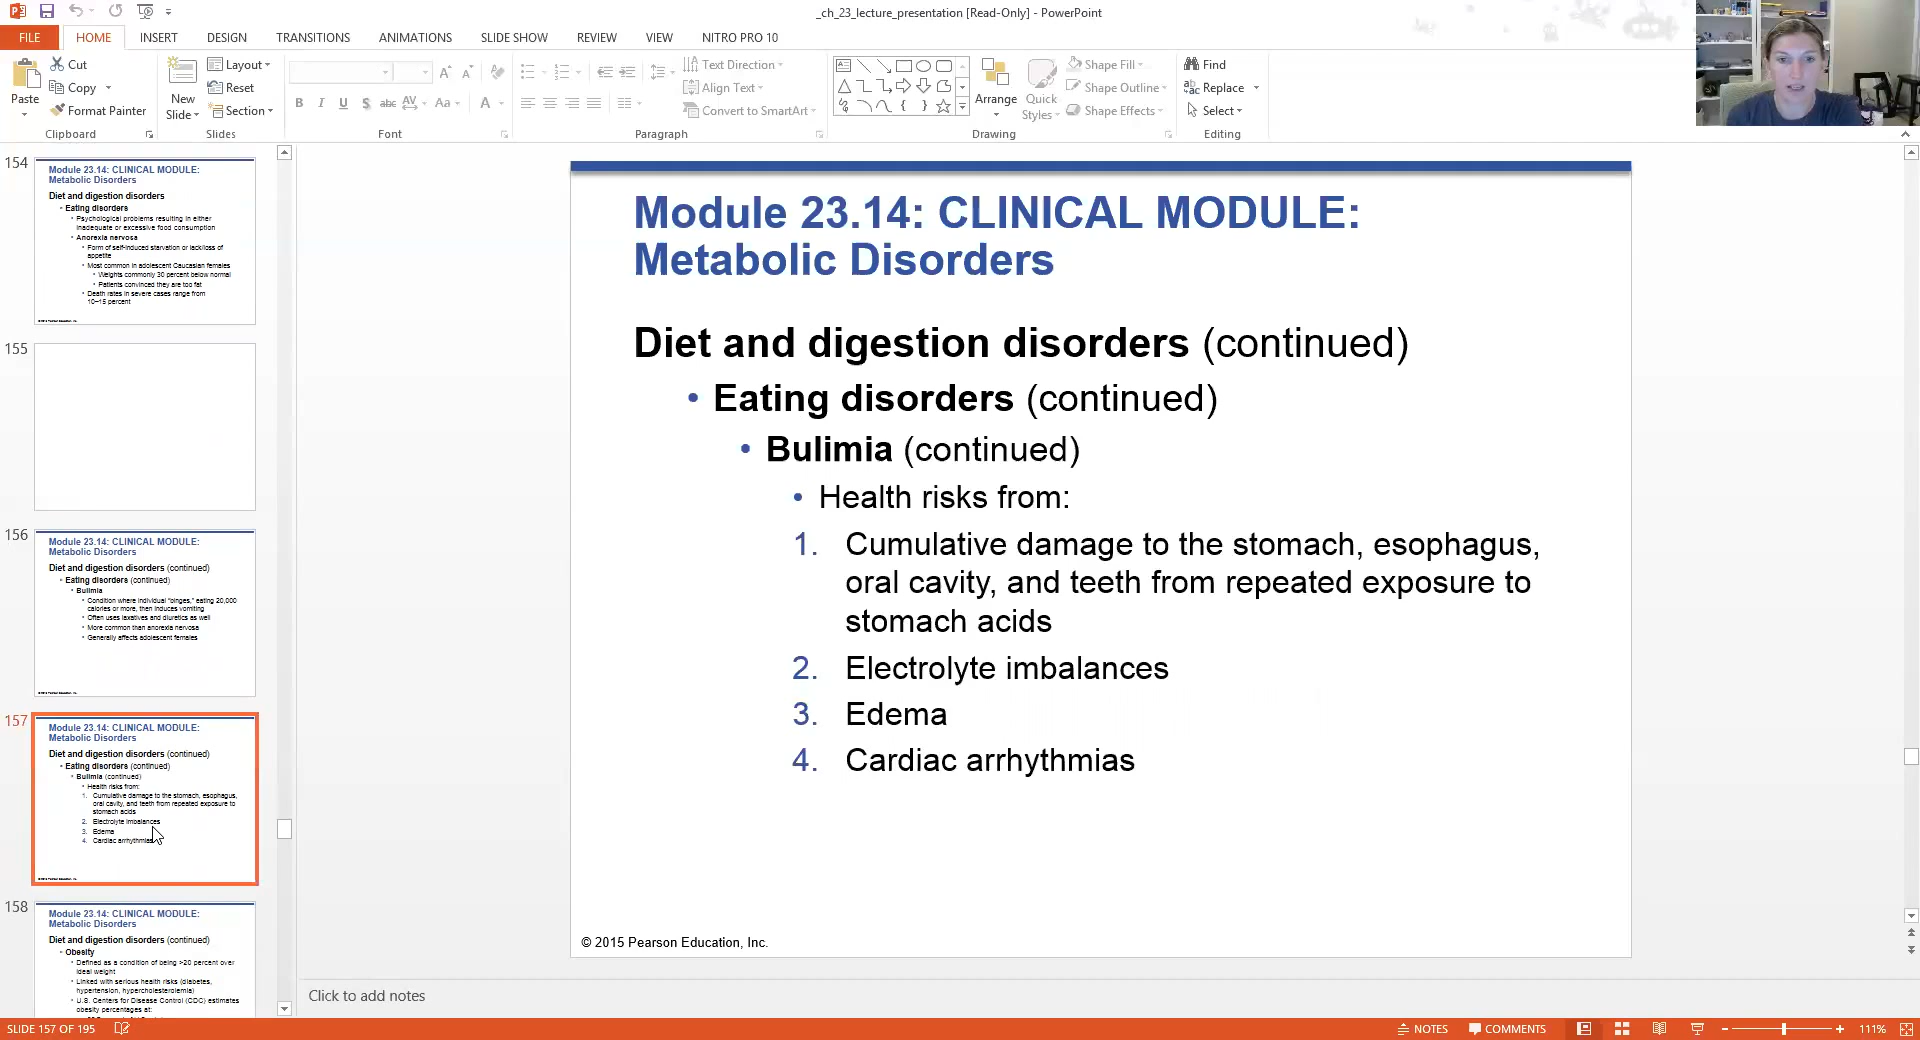 _ch_23_lecture_presentation [Read-Only] - PowerPoint
FILE
HOME
INSERT
DESIGN
TRANSITIONS
ANIMATIONS
SLIDE SHOW
REVIEW
VIEW
NITRO PRO 10
Paste
Cut
Copy
Format Painter
Clipboard
New
Slide
Layout
Reset
Section
Slides
Font
Text Direction
Align Text
Convert to SmartArt
Paragraph
Arrange
Quick
Styles
Shape Fill
Shape Outline
Shape Effects
Drawing
Find
Replace
Select
Editing
154
Module 23.14: CLINICAL MODULE:
Metabolic Disorders
Diet and digestion disorders
• Eating disorders
• Psychological problems resulting in either
inadequate or excessive food consumption
• Anorexia nervosa
• Form of self-induced starvation or lack/loss of
appetite
• Most common in adolescent Caucasian females
• Weights commonly 30 percent below normal
• Patients convinced they are too fat
• Death rates in severe cases range from
10–15 percent
© 2015 Pearson Education, Inc.
155
156
Module 23.14: CLINICAL MODULE:
Metabolic Disorders
Diet and digestion disorders (continued)
• Eating disorders (continued)
• Bulimia
• Condition where individual "binges," eating 20,000
calories or more, then induces vomiting
• Often uses laxatives and diuretics as well
• More common than anorexia nervosa
• Generally affects adolescent females
© 2015 Pearson Education, Inc.
157
Module 23.14: CLINICAL MODULE:
Metabolic Disorders
Diet and digestion disorders (continued)
• Eating disorders (continued)
• Bulimia (continued)
• Health risks from:
1. Cumulative damage to the stomach, esophagus,
oral cavity, and teeth from repeated exposure to
stomach acids
2. Electrolyte imbalances
3. Edema
4. Cardiac arrhythmias
© 2015 Pearson Education, Inc.
158
Module 23.14: CLINICAL MODULE:
Metabolic Disorders
Diet and digestion disorders (continued)
• Obesity
• Defined as a condition of being >20 percent over
ideal weight
• Linked with serious health risks (diabetes,
hypertension, hypercholesterolemia)
• U.S. Centers for Disease Control (CDC) estimates
obesity percentages at:
Module 23.14: CLINICAL MODULE:
Metabolic Disorders
Diet and digestion disorders (continued)
• Eating disorders (continued)
• Bulimia (continued)
• Health risks from:
1. Cumulative damage to the stomach, esophagus,
oral cavity, and teeth from repeated exposure to
stomach acids
2. Electrolyte imbalances
3. Edema
4. Cardiac arrhythmias
© 2015 Pearson Education, Inc.
Click to add notes
SLIDE 157 OF 195
NOTES
COMMENTS
111%